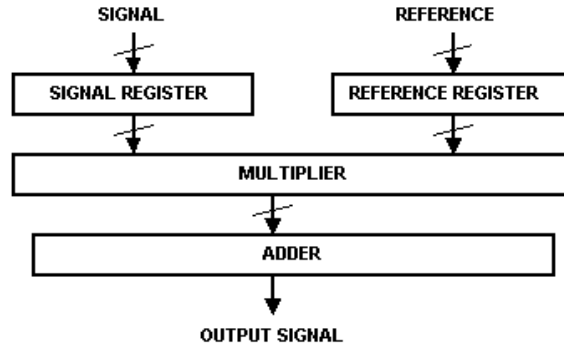 SIGNAL
REFERENCE
SIGNAL REGISTER
REFERENCE REGISTER
MULTIPLIER
ADDER
OUTPUT SIGNAL